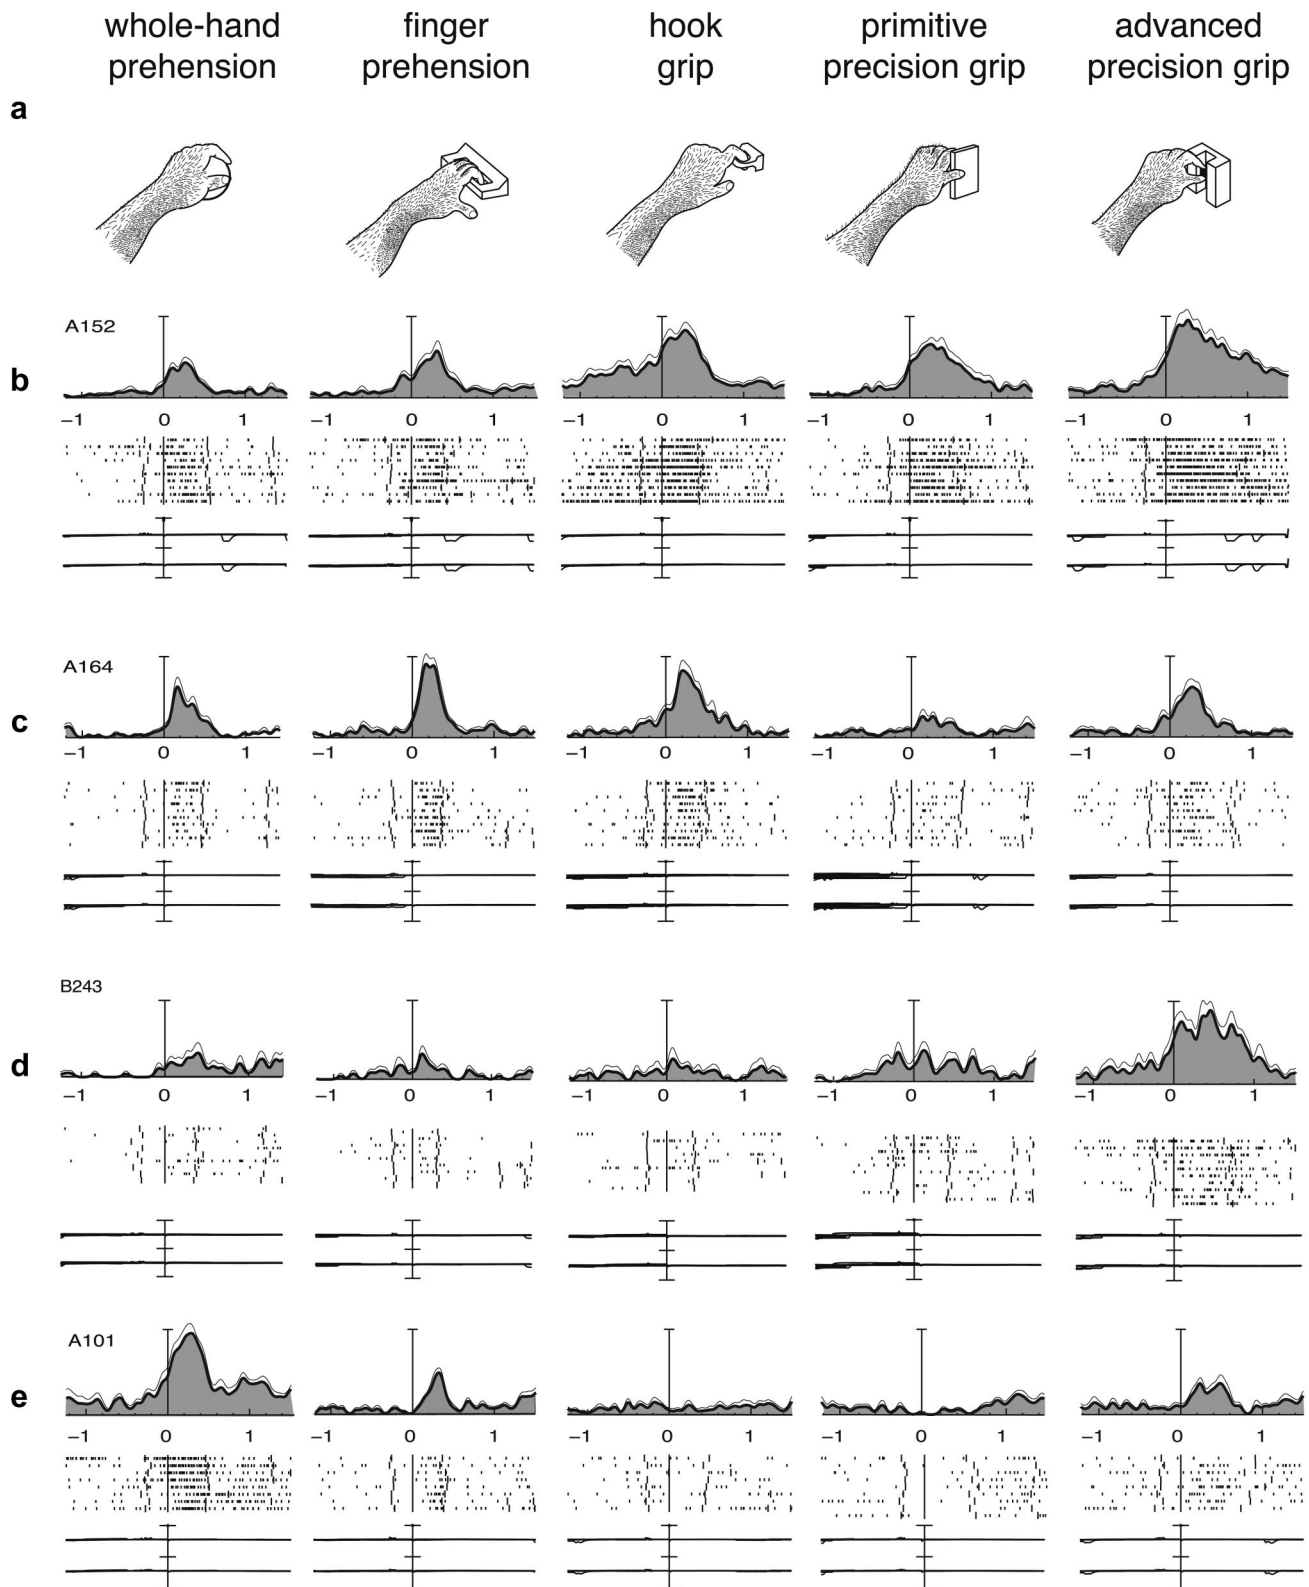 whole-hand prehension
finger prehension
hook grip
primitive precision grip
advanced precision grip
a
A152
b
−1 0 1 −1 0 1 −1 0 1 −1 0 1 −1 0 1
A164
c
−1 0 1 −1 0 1 −1 0 1 −1 0 1 −1 0 1
B243
d
−1 0 1 −1 0 1 −1 0 1 −1 0 1 −1 0 1
A101
e
−1 0 1 −1 0 1 −1 0 1 −1 0 1 −1 0 1